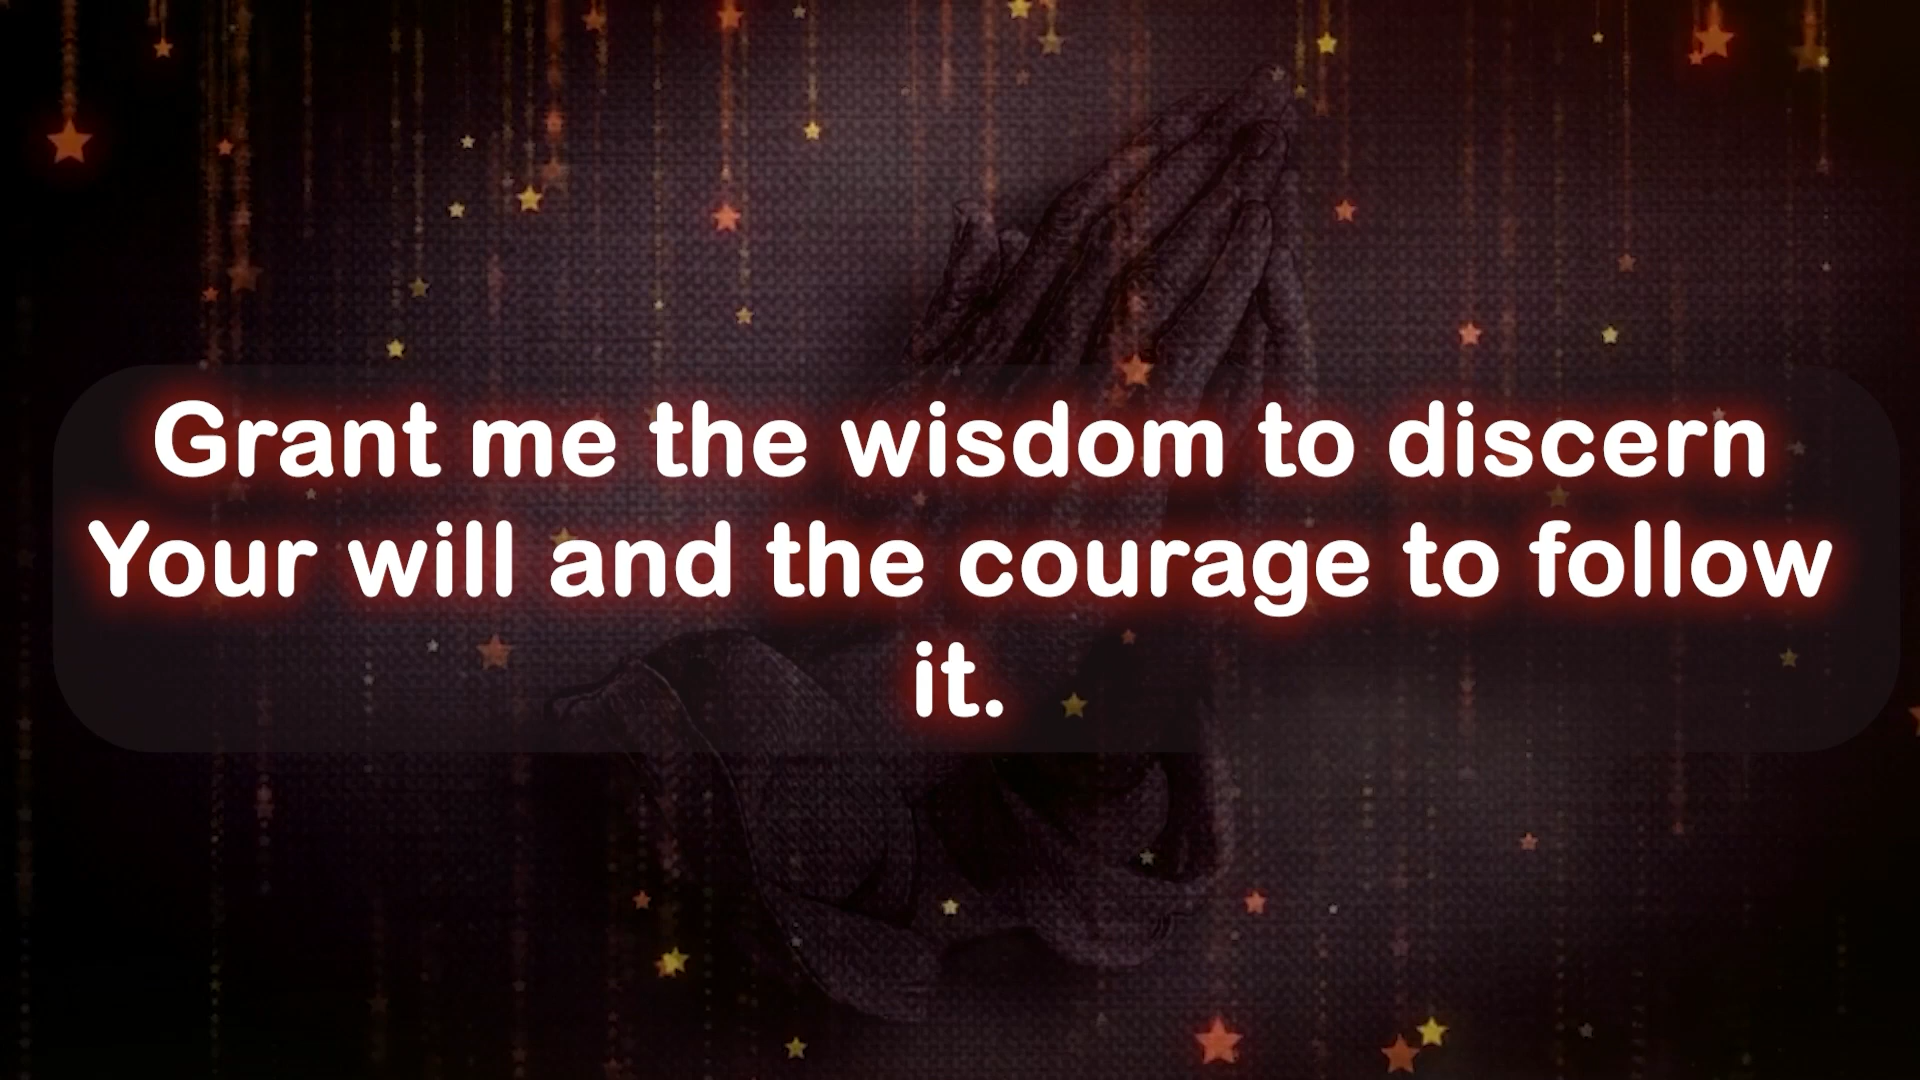 Grant me the wisdom to discern
Your will and the courage to follow
it.